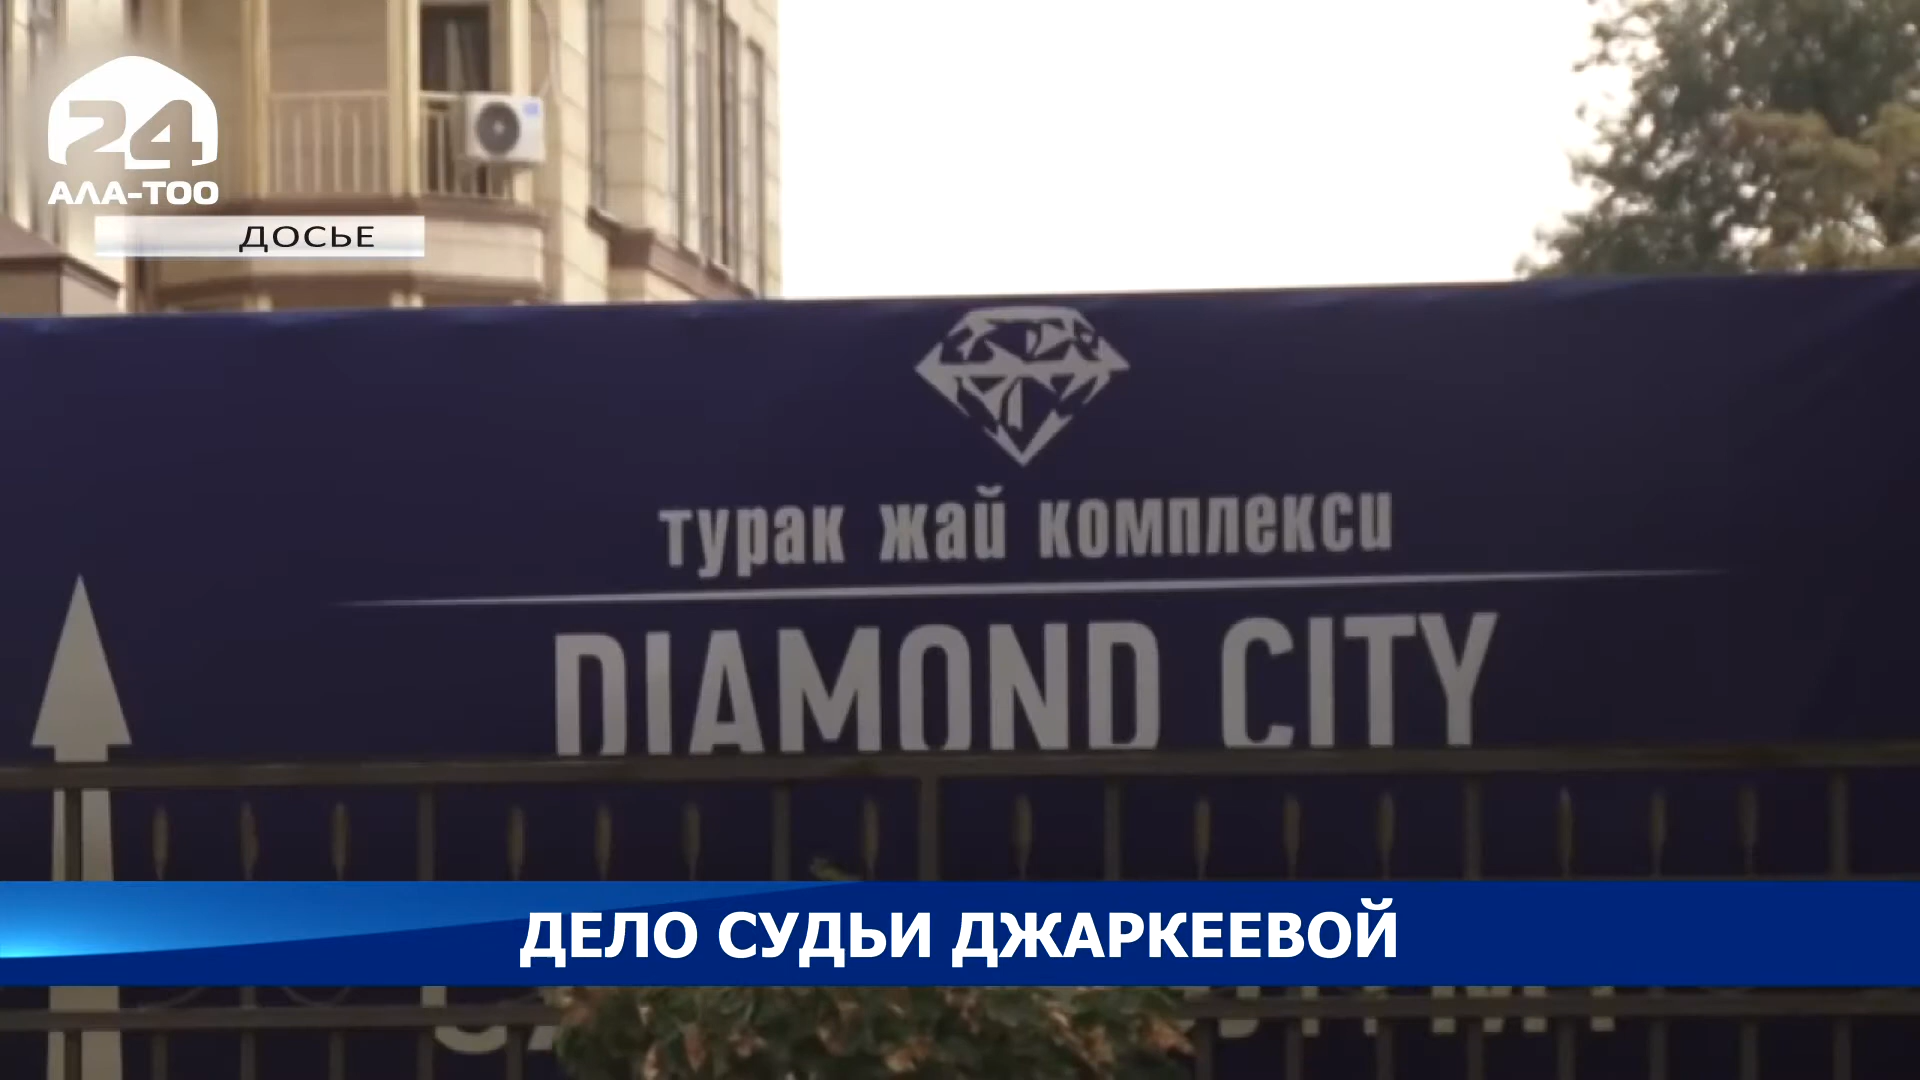 24
АЛА-ТОО
ДОСЬЕ
турак жай комплекси
DIAMOND CITY
ДЕЛО СУДЬИ ДЖАРКЕЕВОЙ